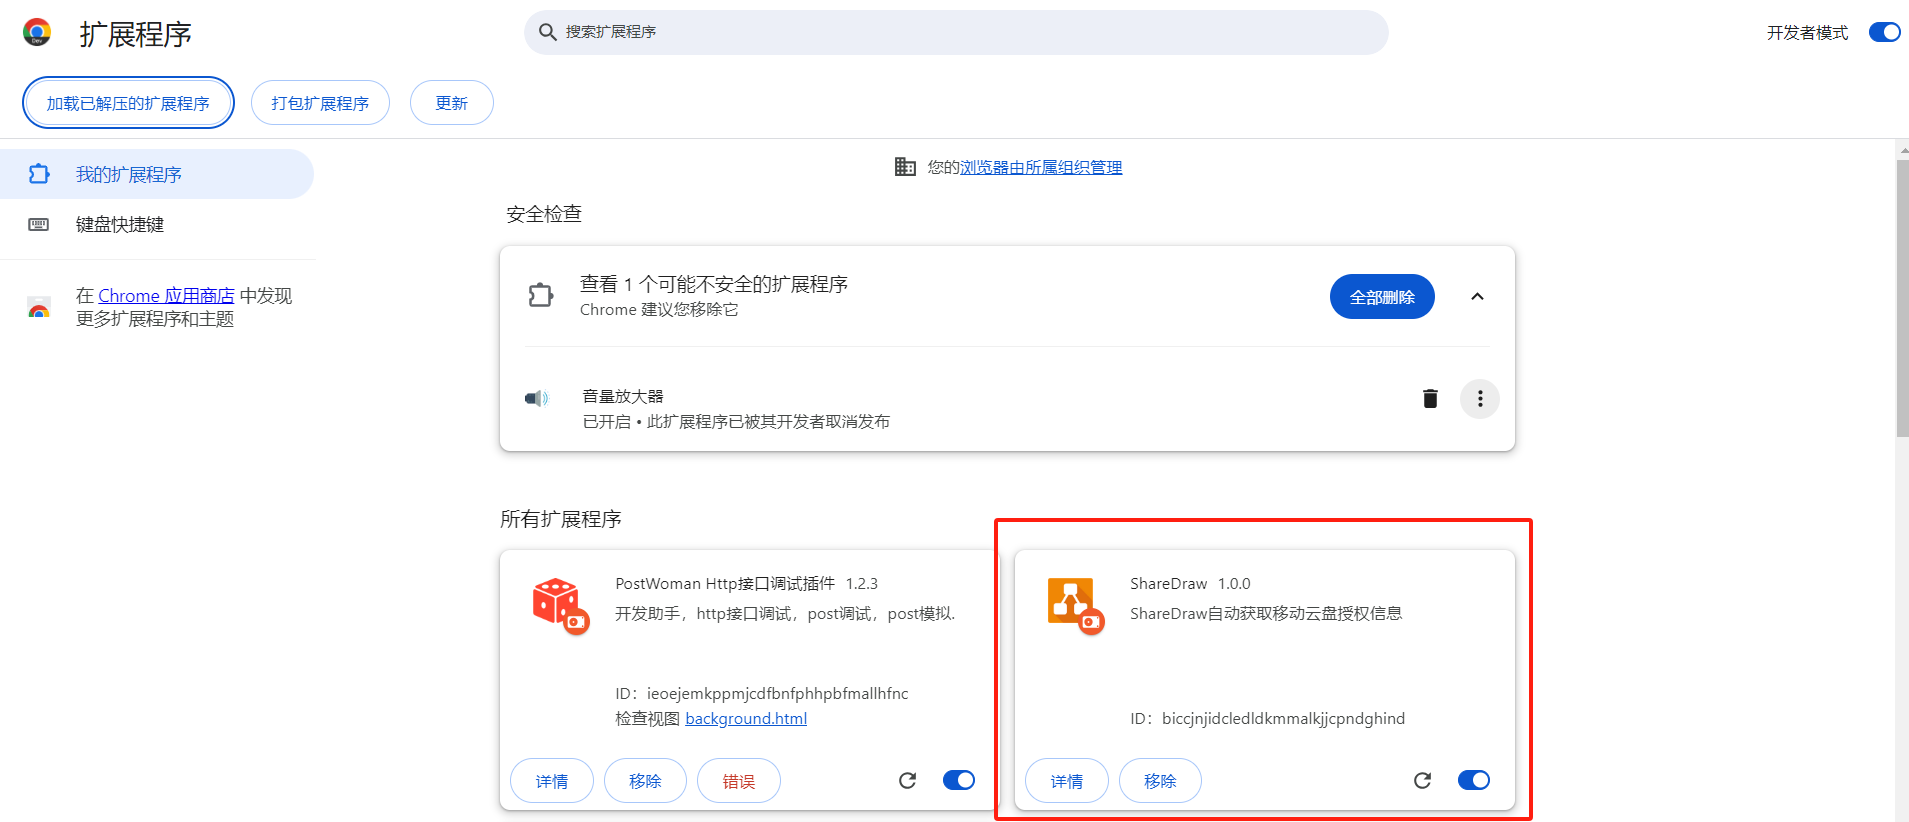 扩展程序
搜索扩展程序
开发者模式
加载已解压的扩展程序
打包扩展程序
更新
我的扩展程序
键盘快捷键
在 Chrome 应用商店 中发现
更多扩展程序和主题
您的浏览器由所属组织管理
安全检查
查看 1 个可能不安全的扩展程序
Chrome 建议您移除它
全部删除
音量放大器
已开启 • 此扩展程序已被其开发者取消发布
所有扩展程序
PostWoman Http接口调试插件 1.2.3
开发助手，http接口调试，post调试，post模拟.
ID：ieoejemkppmjcdfbnfphhpbfmallhfnc
检查视图 background.html
详情
移除
错误
ShareDraw 1.0.0
ShareDraw自动获取移动云盘授权信息
ID：biccjnjidcledldkmmalkjjcpndghind
详情
移除